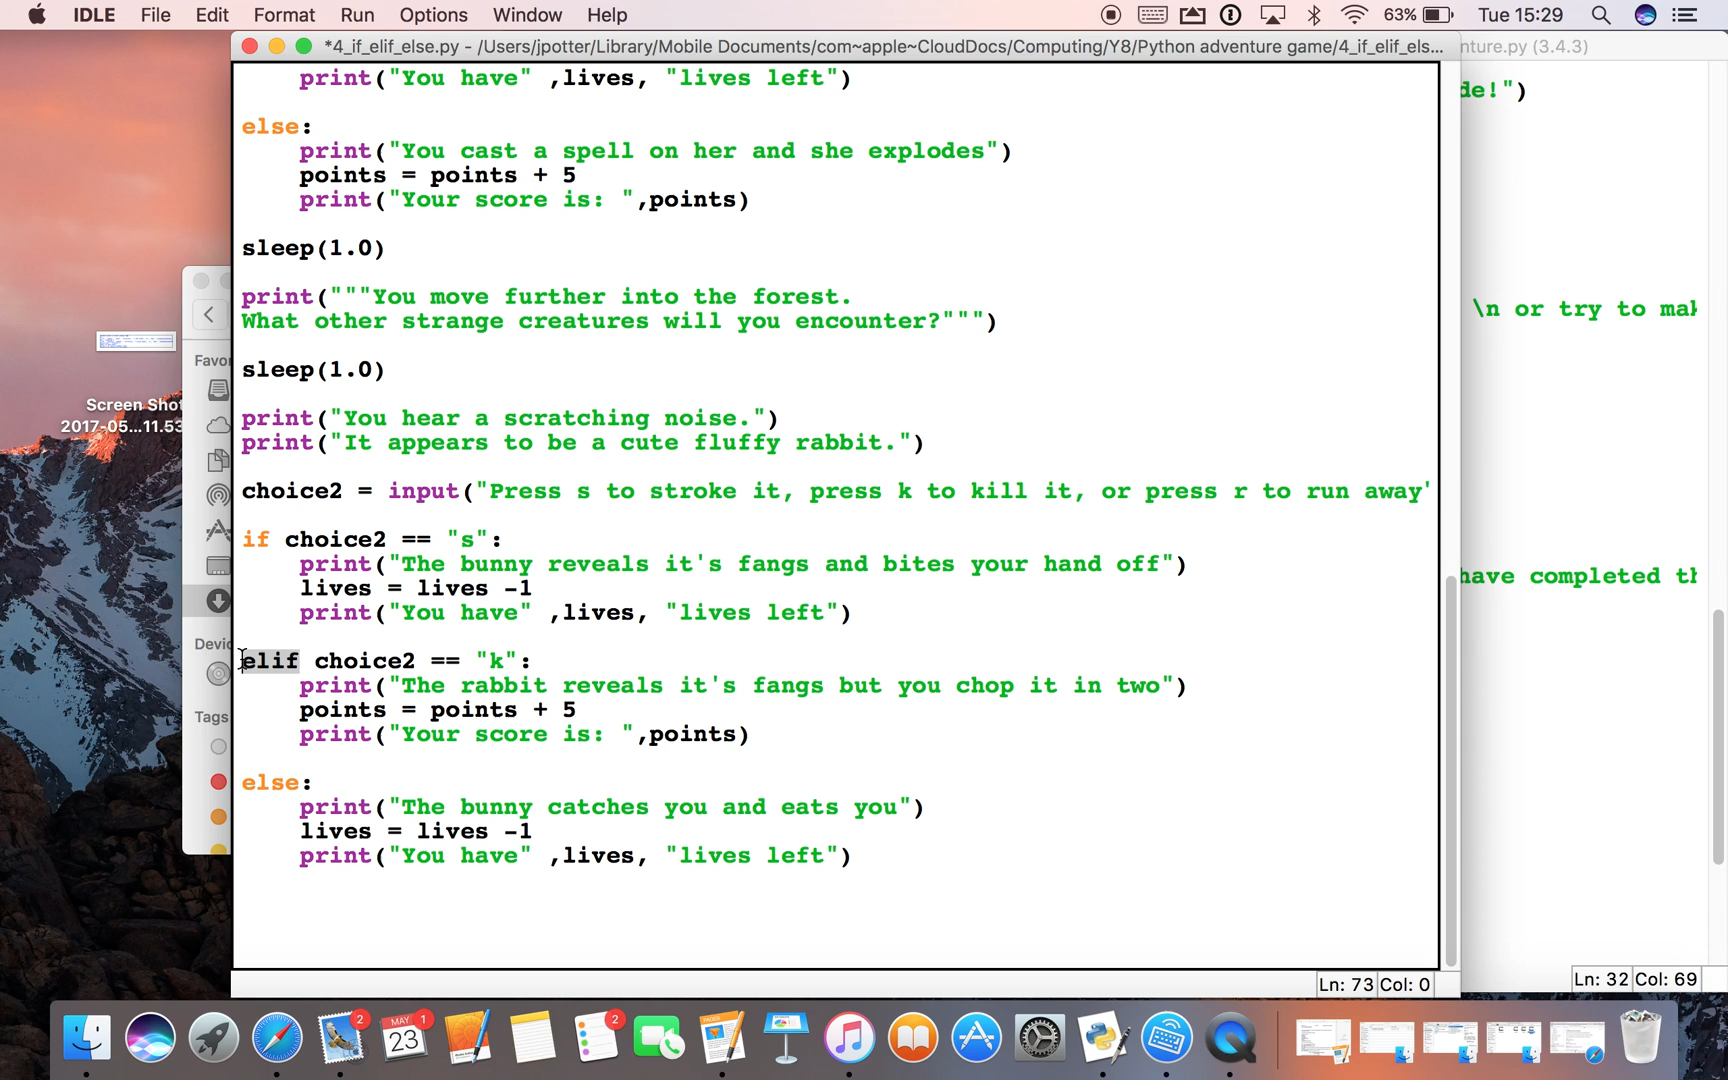 IDLE File Edit Format Run Options Window Help 63% Tue 15:29
*4_if_elif_else.py - /Users/jpotter/Library/Mobile Documents/com~apple~CloudDocs/Computing/Y8/Python adventure game/4_if_elif_els...
nture.py (3.4.3)
print("You have" ,lives, "lives left")
de!")
else:
print("You cast a spell on her and she explodes")
points = points + 5
print("Your score is: ",points)
sleep(1.0)
print("""You move further into the forest.
\n or try to mak
What other strange creatures will you encounter?""")
sleep(1.0)
Favor
Screen Shot
2017-05...11.53
print("You hear a scratching noise.")
print("It appears to be a cute fluffy rabbit.")
choice2 = input("Press s to stroke it, press k to kill it, or press r to run away'
if choice2 == "s":
print("The bunny reveals it's fangs and bites your hand off")
have completed th
lives = lives -1
print("You have" ,lives, "lives left")
Devic
elif choice2 == "k":
print("The rabbit reveals it's fangs but you chop it in two")
points = points + 5
Tags
print("Your score is: ",points)
else:
print("The bunny catches you and eats you")
lives = lives -1
print("You have" ,lives, "lives left")
Ln: 73 Col: 0
Ln: 32 Col: 69
2
MAY 1
23
2
PAGES